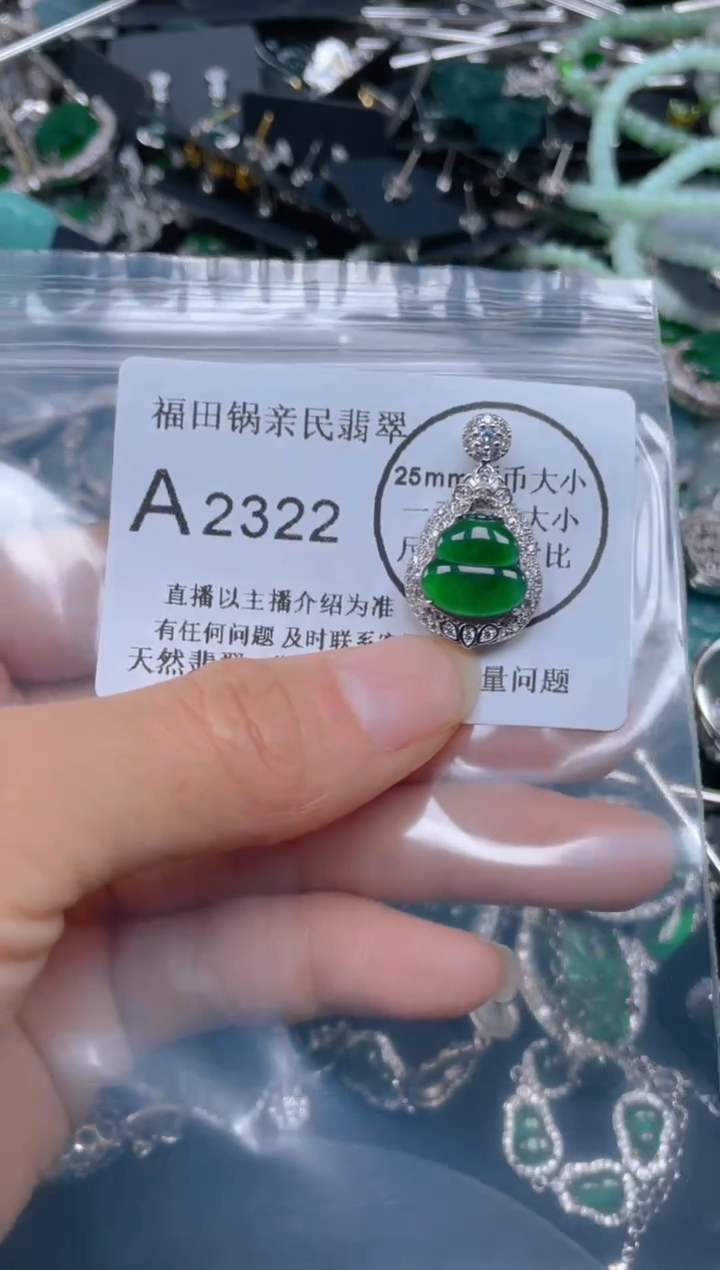 福田锅亲民翡翠
A2322
25mm 币大小
一 大小
比
直播以主播介绍为准
有任何问题 及时联系
天然翡翠
量问题